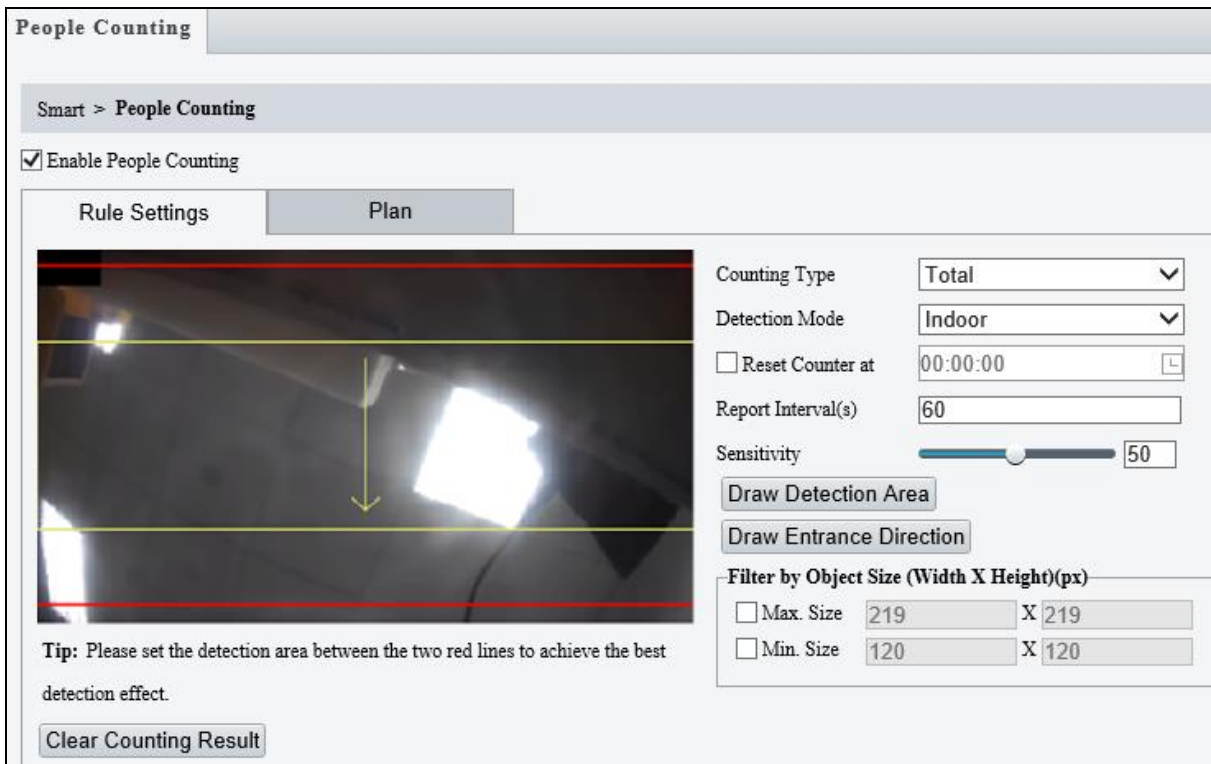 People Counting
Smart > People Counting
Enable People Counting
Rule Settings
Plan
Counting Type
Total
Detection Mode
Indoor
Reset Counter at
00:00:00
Report Interval(s)
60
Sensitivity
50
Draw Detection Area
Draw Entrance Direction
Filter by Object Size (Width X Height)(px)
Max. Size 219 X 219
Min. Size 120 X 120
Tip: Please set the detection area between the two red lines to achieve the best
detection effect.
Clear Counting Result